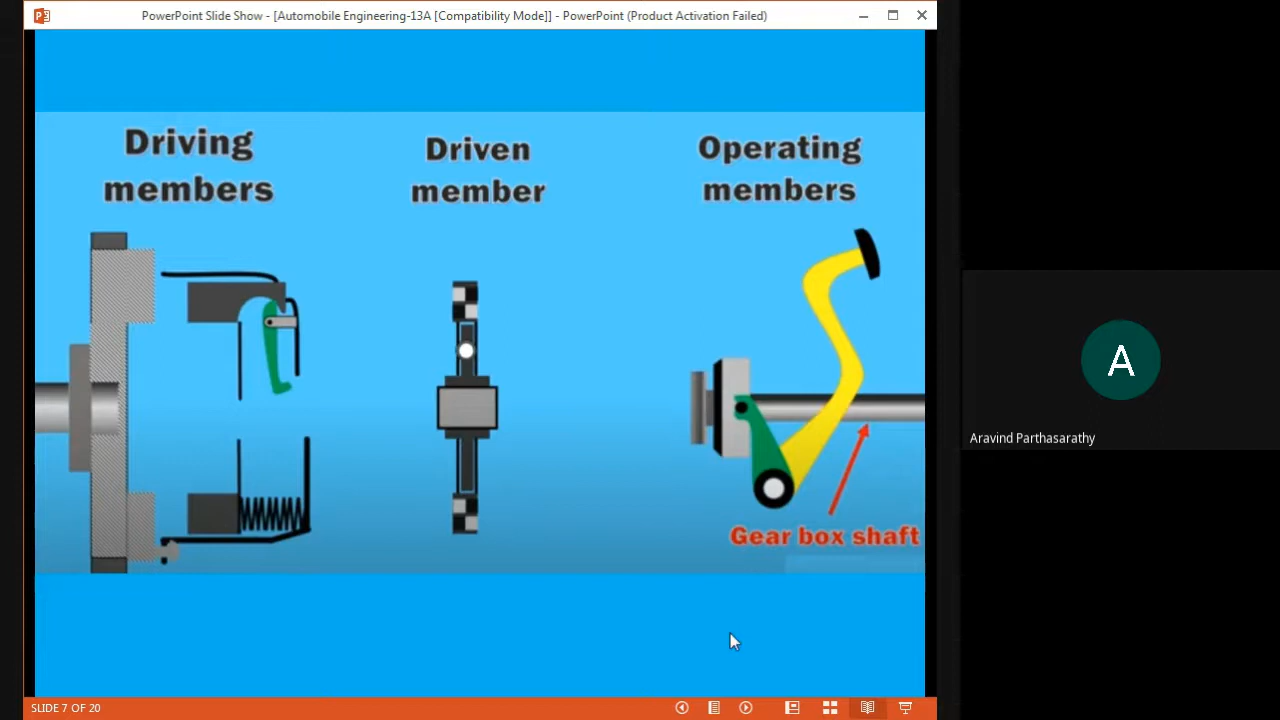 PowerPoint Slide Show - [Automobile Engineering-13A [Compatibility Mode]] - PowerPoint (Product Activation Failed)
Driving
members
Driven
member
Operating
members
Gear box shaft
A
Aravind Parthasarathy
SLIDE 7 OF 20